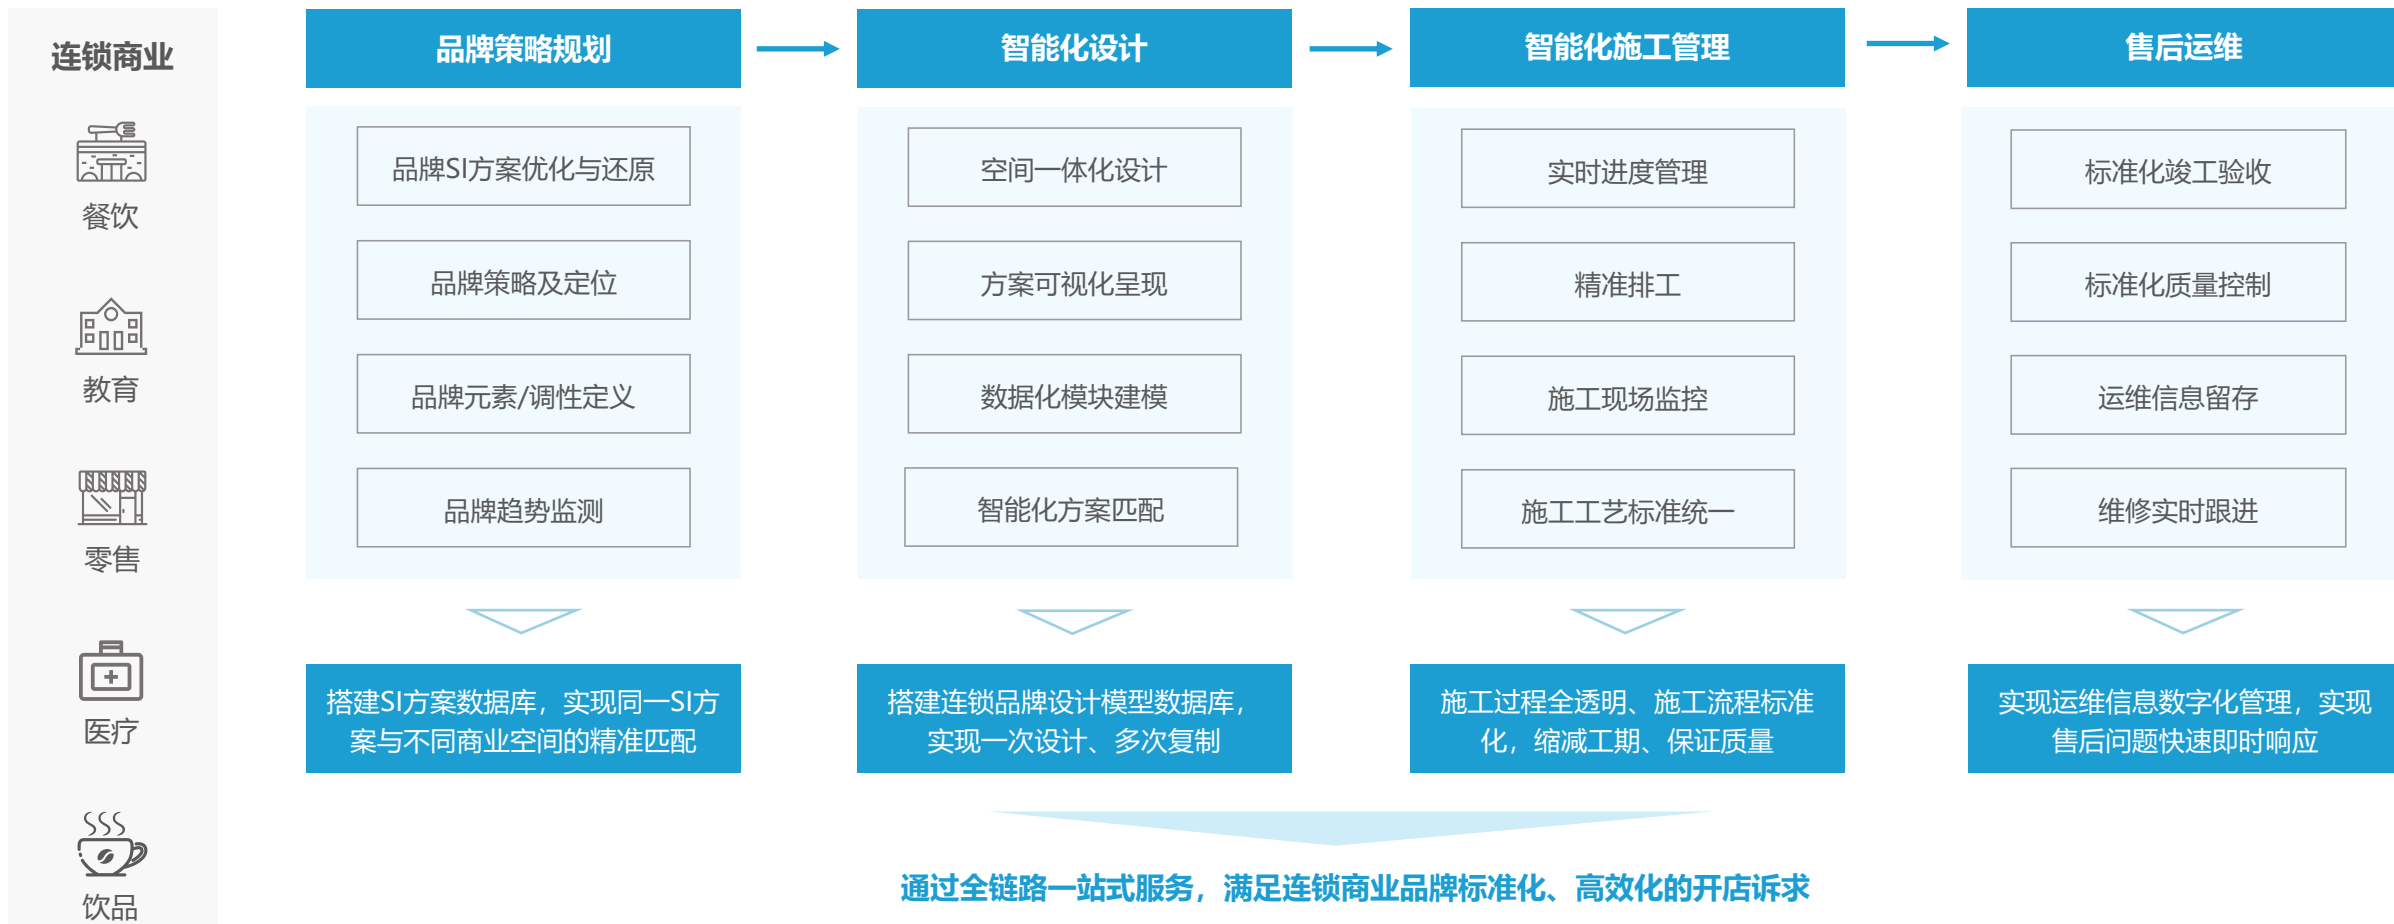 连锁商业
餐饮
教育
零售
医疗
饮品
品牌策略规划
品牌SI方案优化与还原
品牌策略及定位
品牌元素/调性定义
品牌趋势监测
搭建SI方案数据库，实现同一SI方
案与不同商业空间的精准匹配
智能化设计
空间一体化设计
方案可视化呈现
数据化模块建模
智能化方案匹配
搭建连锁品牌设计模型数据库，
实现一次设计、多次复制
智能化施工管理
实时进度管理
精准排工
施工现场监控
施工工艺标准统一
施工过程全透明、施工流程标准
化，缩减工期、保证质量
售后运维
标准化竣工验收
标准化质量控制
运维信息留存
维修实时跟进
实现运维信息数字化管理，实现
售后问题快速即时响应
通过全链路一站式服务，满足连锁商业品牌标准化、高效化的开店诉求